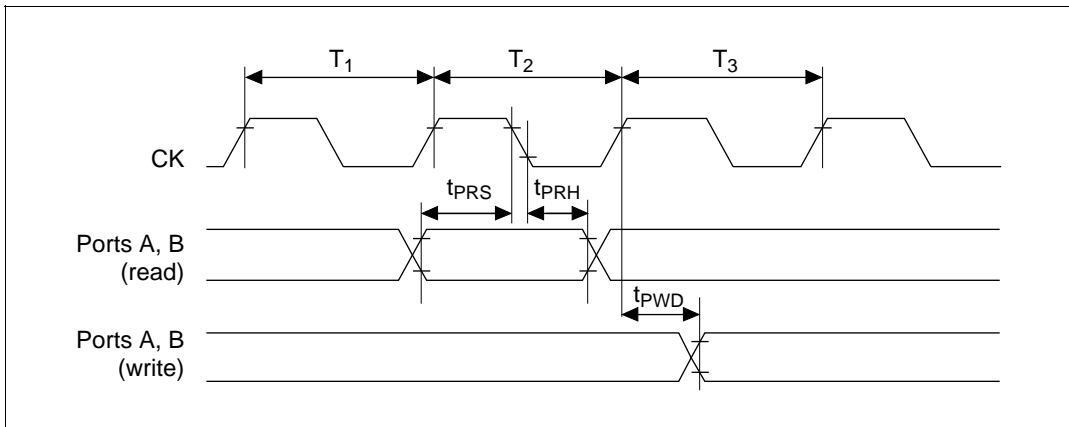 T1 T2 T3
CK
tPRS tPRH
Ports A, B
(read)
tPWD
Ports A, B
(write)